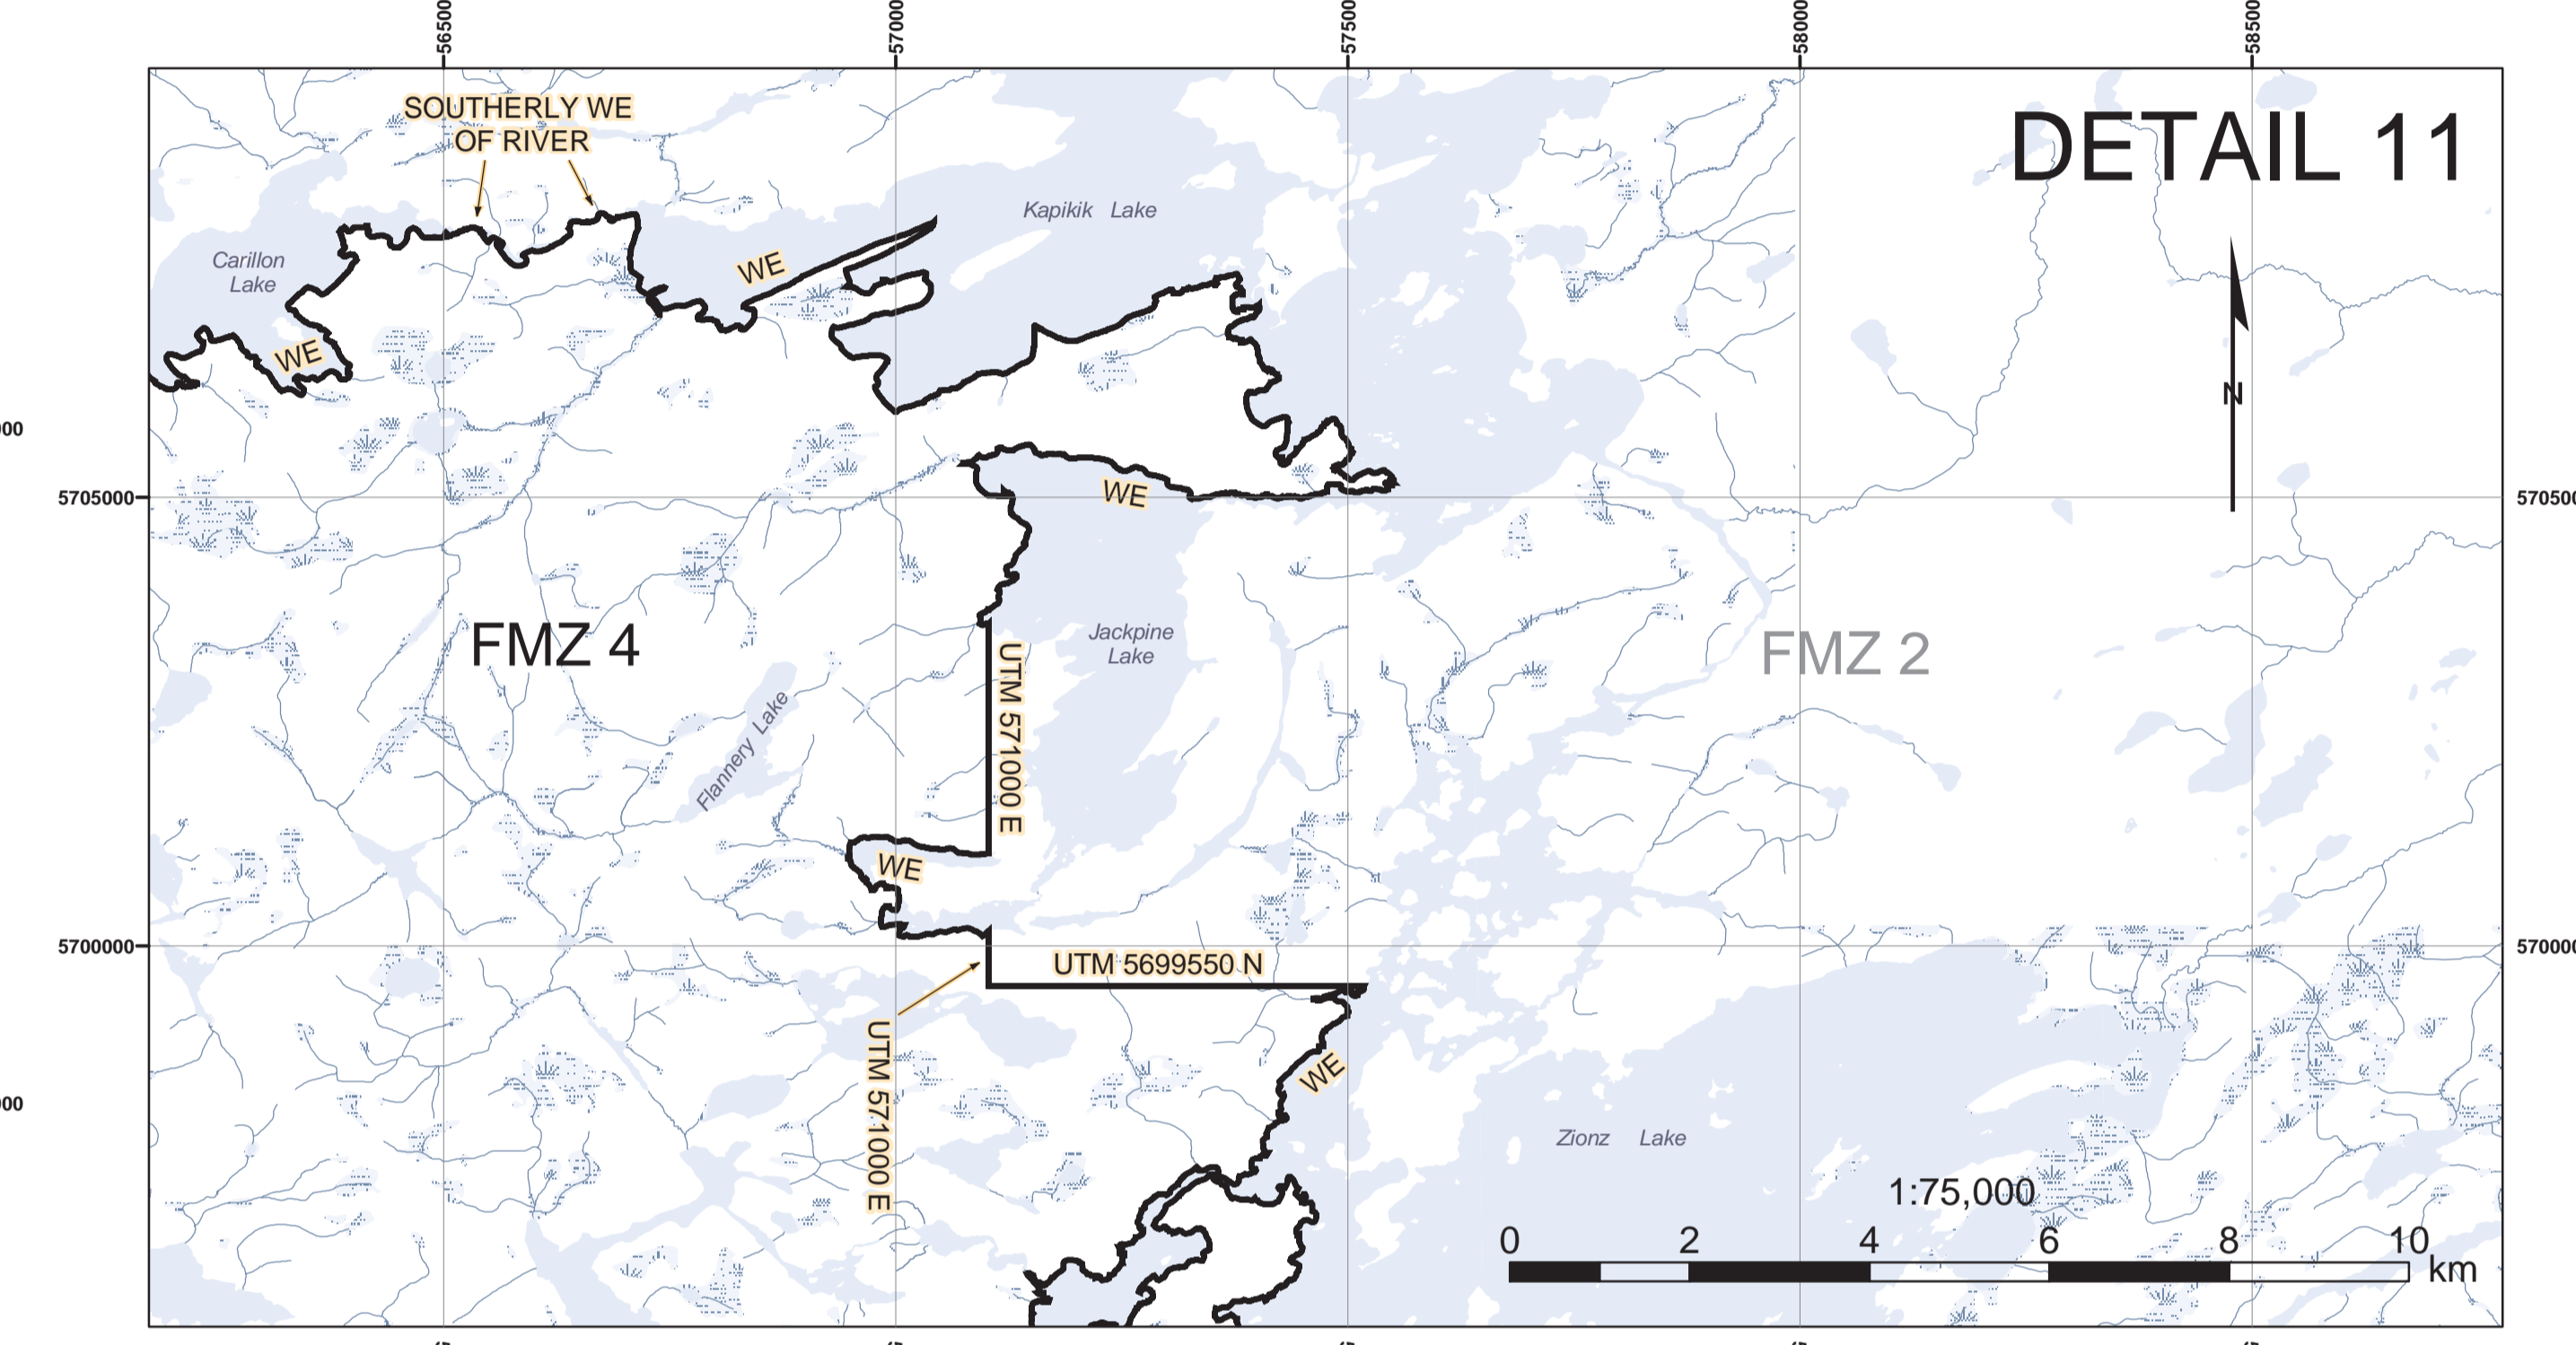 565000
570000
575000
580000
585000
DETAIL 11
SOUTHERLY WE
OF RIVER
Kapikik Lake
Carillon
Lake
WE
WE
N
5705000
WE
FMZ 4
Jackpine
Lake
FMZ 2
UTM 571000 E
Flannery Lake
WE
5700000
UTM 5699550 N
UTM 571000 E
WE
Zionz Lake
1:75,000
0 2 4 6 8 10
km